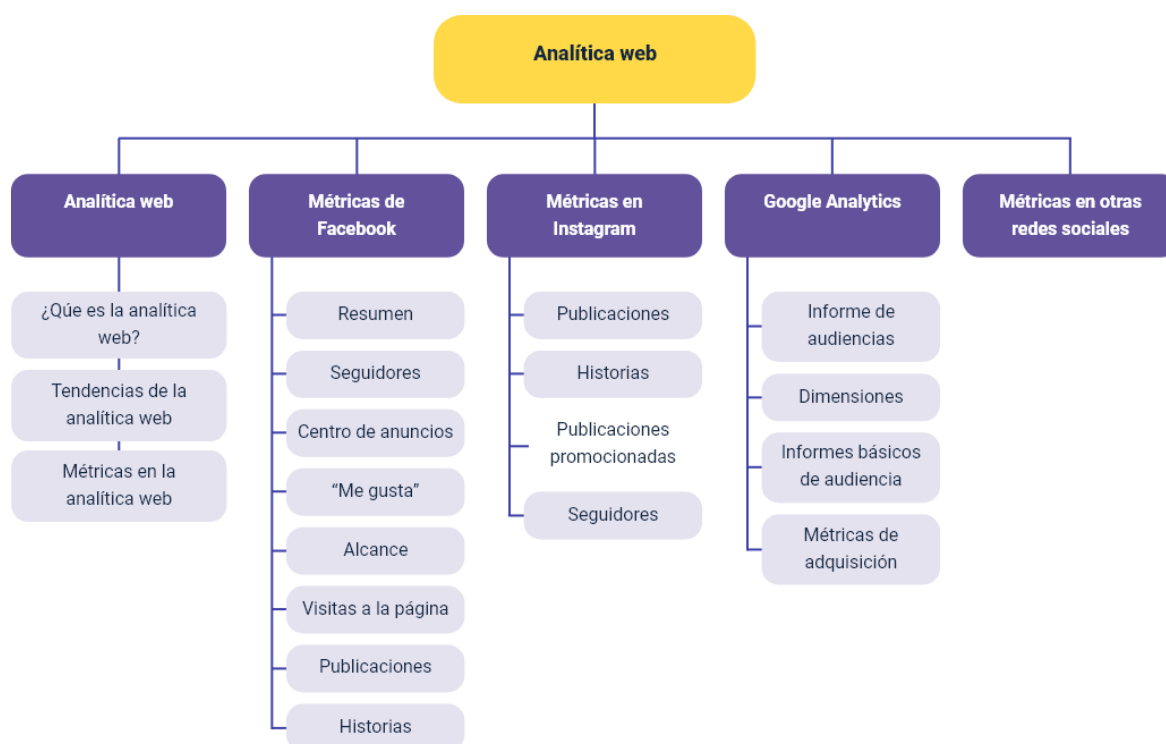 Analítica web
Analítica web
¿Qúe es la analítica
web?
Tendencias de la
analítica web
Métricas en la
analítica web
Métricas de
Facebook
Resumen
Seguidores
Centro de anuncios
“Me gusta”
Alcance
Visitas a la página
Publicaciones
Historias
Métricas en
Instagram
Publicaciones
Historias
Publicaciones
promocionadas
Seguidores
Google Analytics
Informe de
audiencias
Dimensiones
Informes básicos
de audiencia
Métricas de
adquisición
Métricas en otras
redes sociales